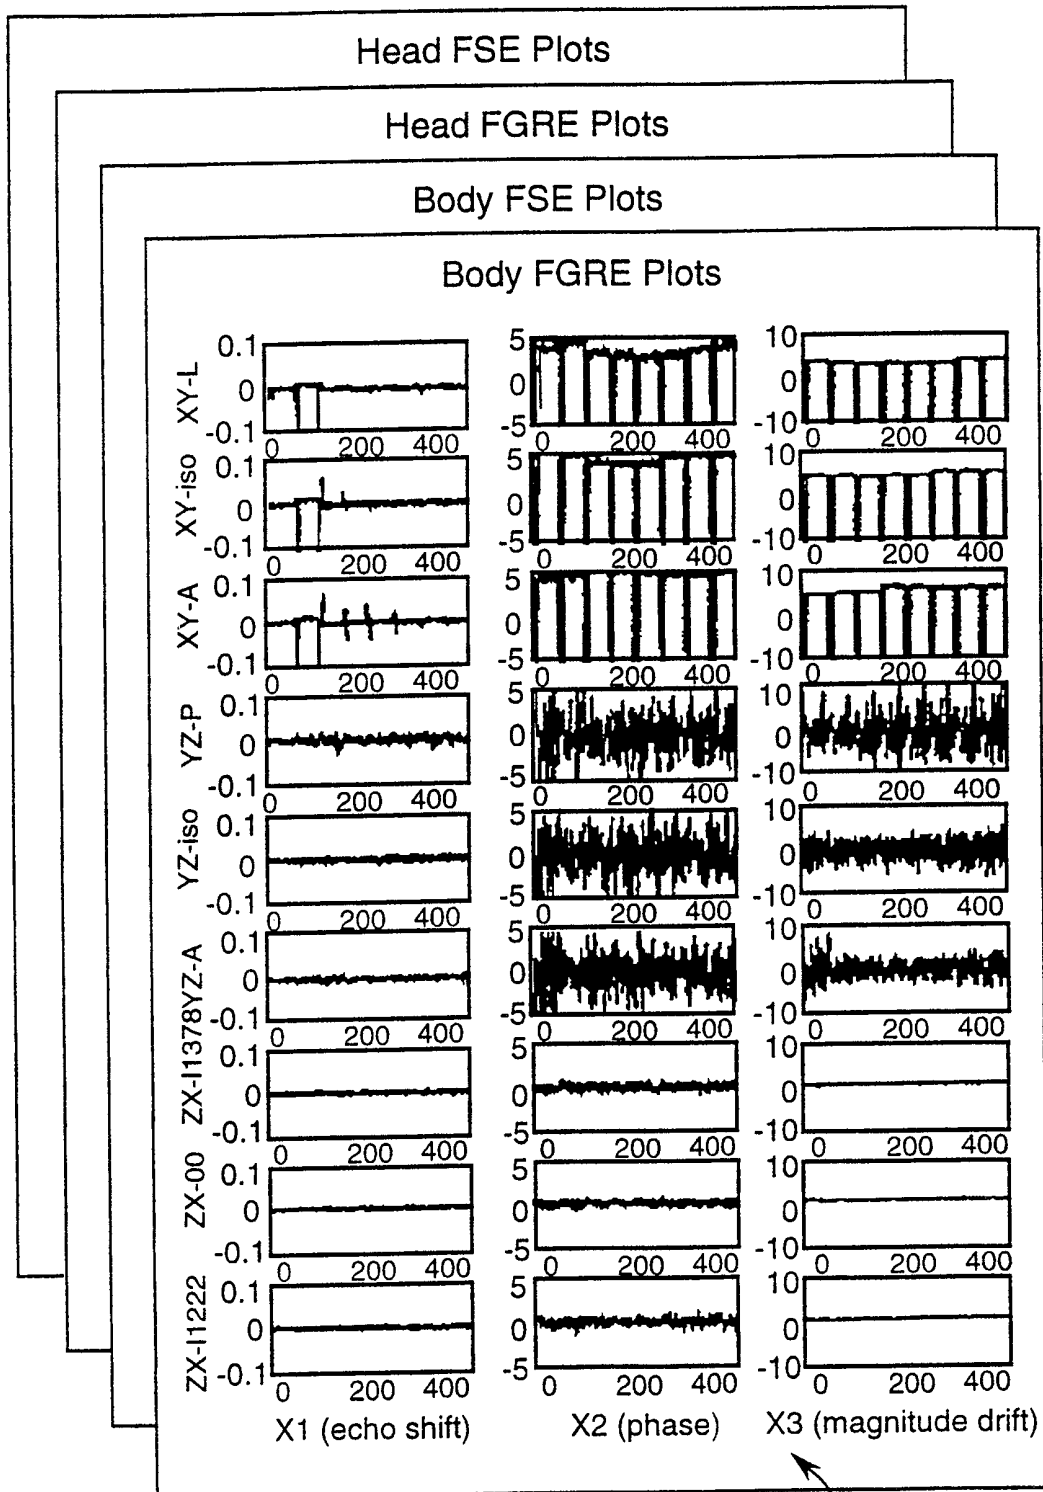 Head FSE Plots
Head FGRE Plots
Body FSE Plots
Body FGRE Plots
XY-L
0.1 0 -0.1 0 200 400
5 0 -5 0 200 400
10 0 -10 0 200 400
XY-iso
0.1 0 -0.1 0 200 400
5 0 -5 0 200 400
10 0 -10 0 200 400
XY-A
0.1 0 -0.1 0 200 400
5 0 -5 0 200 400
10 0 -10 0 200 400
YZ-P
0.1 0 -0.1 0 200 400
5 0 -5 0 200 400
10 0 -10 0 200 400
YZ-iso
0.1 0 -0.1 0 200 400
5 0 -5 0 200 400
10 0 -10 0 200 400
YZ-A
0.1 0 -0.1 0 200 400
5 0 -5 0 200 400
10 0 -10 0 200 400
ZX-I1378
0.1 0 -0.1 0 200 400
5 0 -5 0 200 400
10 0 -10 0 200 400
ZX-00
0.1 0 -0.1 0 200 400
5 0 -5 0 200 400
10 0 -10 0 200 400
ZX-I1222
0.1 0 -0.1 0 200 400
5 0 -5 0 200 400
10 0 -10 0 200 400
X1 (echo shift)
X2 (phase)
X3 (magnitude drift)